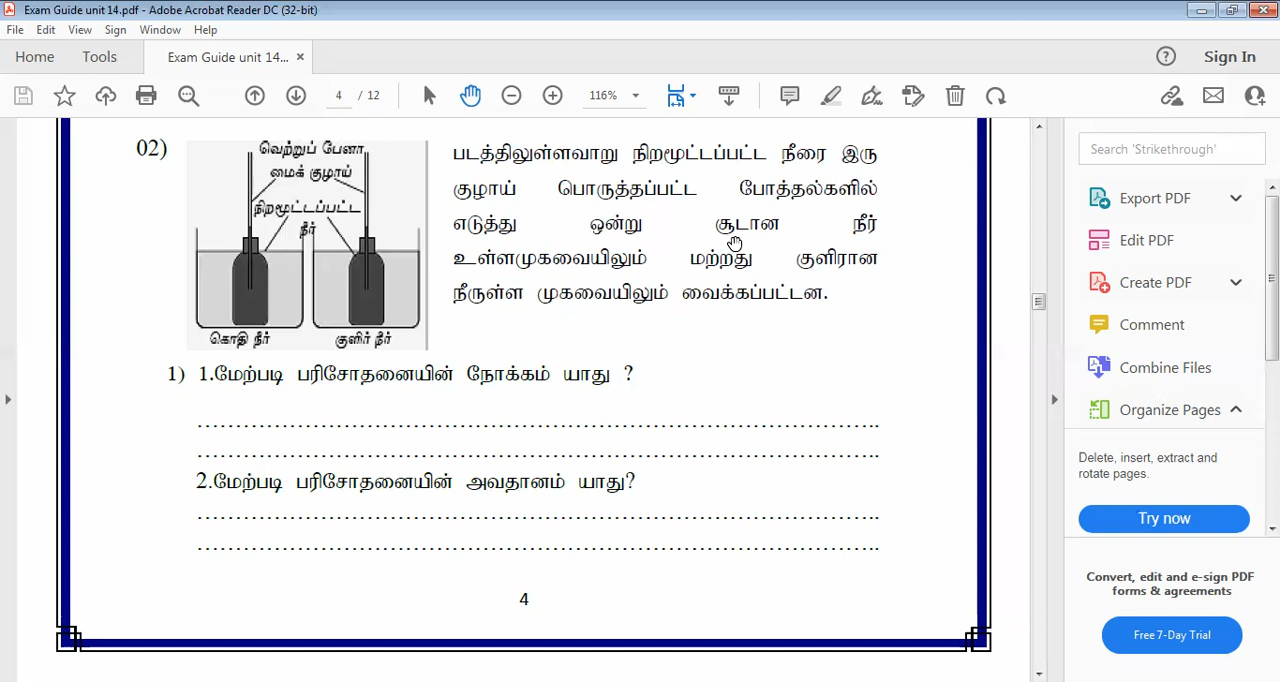 Exam Guide unit 14.pdf - Adobe Acrobat Reader DC (32-bit)
File Edit View Sign Window Help
Home Tools Exam Guide unit 14... × Sign In
4 / 12 116%
02)
வெற்றுப் பேனா
மைக் குழாய்
நிறமூட்டப்பட்ட
நீர்
கொதி நீர் குளிர் நீர்
படத்திலுள்ளவாறு நிறமூட்டப்பட்ட நீரை இரு
குழாய் பொருத்தப்பட்ட போத்தல்களில்
எடுத்து ஒன்று சூடான நீர்
உள்ளமுகவையிலும் மற்றது குளிரான
நீருள்ள முகவையிலும் வைக்கப்பட்டன.
1) 1.மேற்படி பரிசோதனையின் நோக்கம் யாது ?
………………………………………………………………………..
………………………………………………………………………..
2.மேற்படி பரிசோதனையின் அவதானம் யாது?
………………………………………………………………………..
………………………………………………………………………..
4
Search 'Strikethrough'
Export PDF
Edit PDF
Create PDF
Comment
Combine Files
Organize Pages
Delete, insert, extract and
rotate pages.
Try now
Convert, edit and e-sign PDF
forms & agreements
Free 7-Day Trial